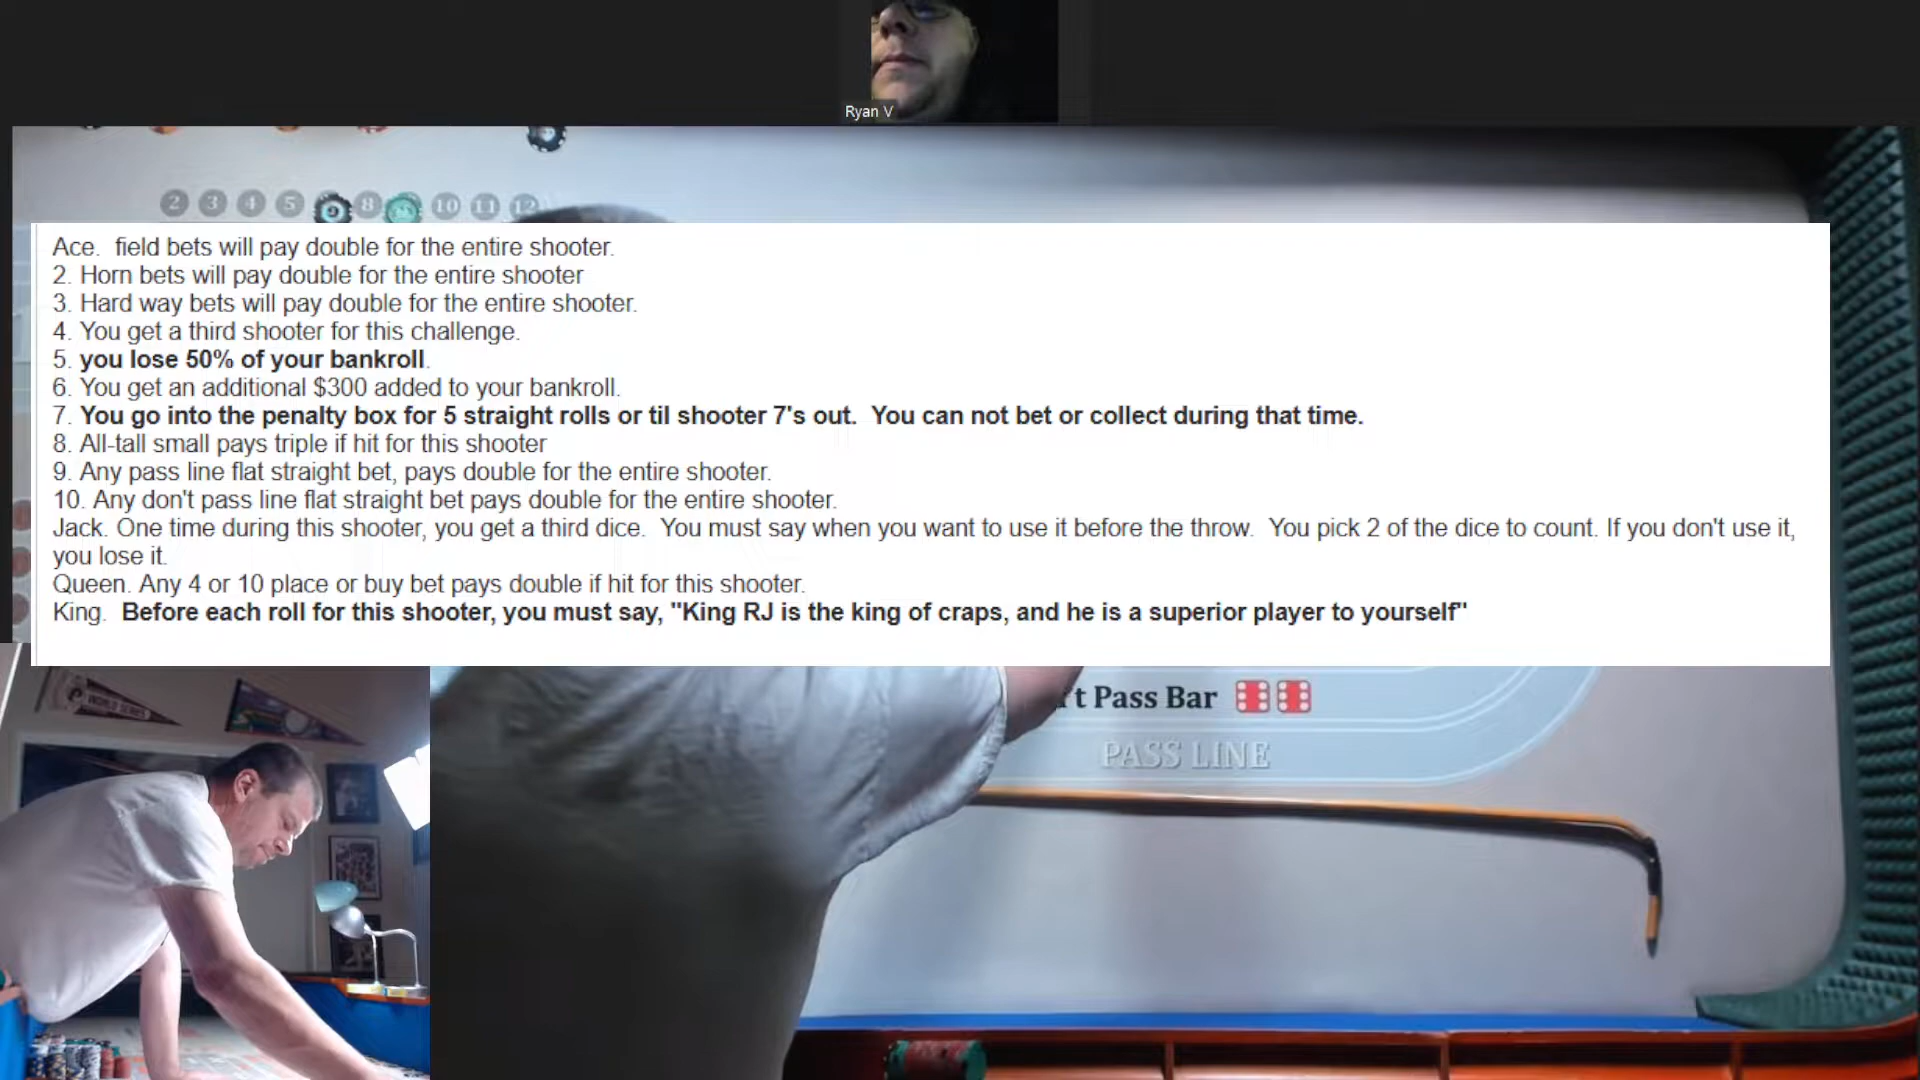 Ryan V
2 3 4 5 9 8 10 11 12
Ace.  field bets will pay double for the entire shooter.
2. Horn bets will pay double for the entire shooter
3. Hard way bets will pay double for the entire shooter.
4. You get a third shooter for this challenge.
5. you lose 50% of your bankroll.
6. You get an additional $300 added to your bankroll.
7. You go into the penalty box for 5 straight rolls or til shooter 7's out.  You can not bet or collect during that time.
8. All-tall small pays triple if hit for this shooter
9. Any pass line flat straight bet, pays double for the entire shooter.
10. Any don't pass line flat straight bet pays double for the entire shooter.
Jack. One time during this shooter, you get a third dice.  You must say when you want to use it before the throw.  You pick 2 of the dice to count. If you don't use it,
you lose it.
Queen. Any 4 or 10 place or buy bet pays double if hit for this shooter.
King.  Before each roll for this shooter, you must say, "King RJ is the king of craps, and he is a superior player to yourself"
't Pass Bar
PASS LINE
WORLD SERIES